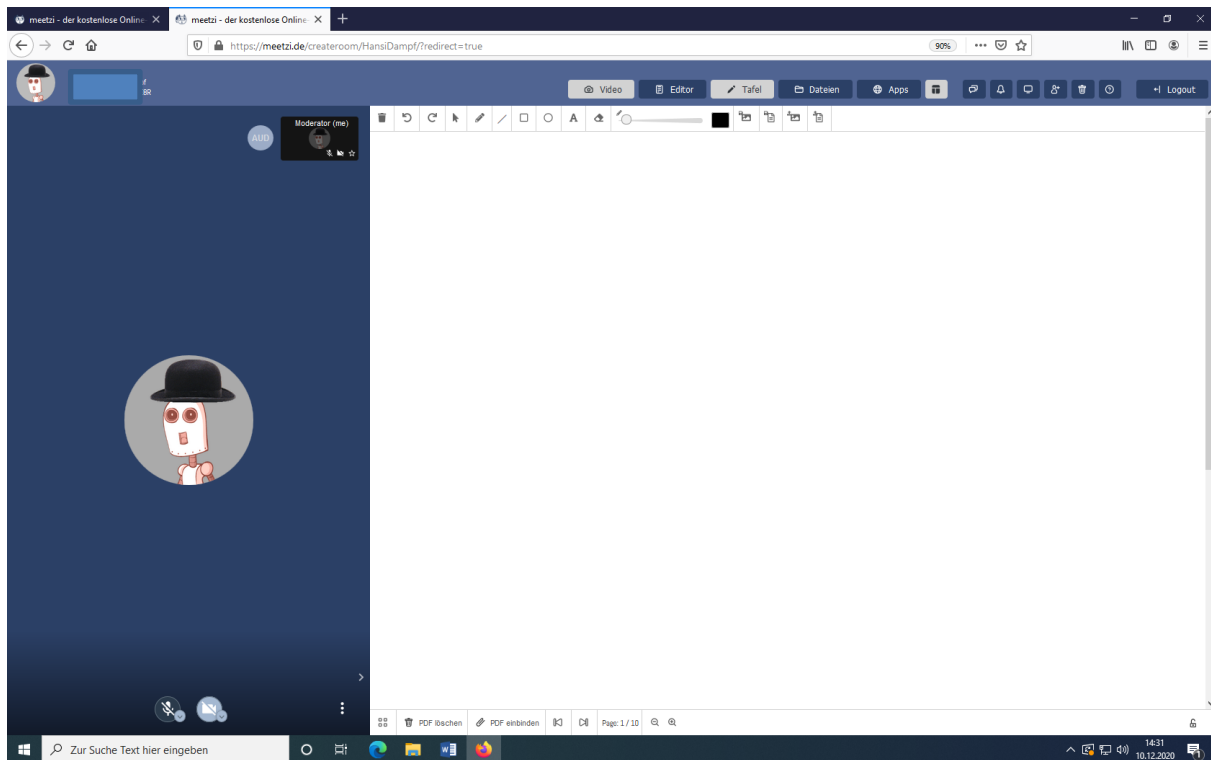 meetzi - der kostenlose Online-
meetzi - der kostenlose Online-
https://meetzi.de/createroom/HansiDampf/?redirect=true
90%
BR
Video
Editor
Tafel
Dateien
Apps
Logout
AUD
Moderator (me)
A
PDF löschen
PDF einbinden
Page: 1 / 10
Zur Suche Text hier eingeben
14:31
10.12.2020
1